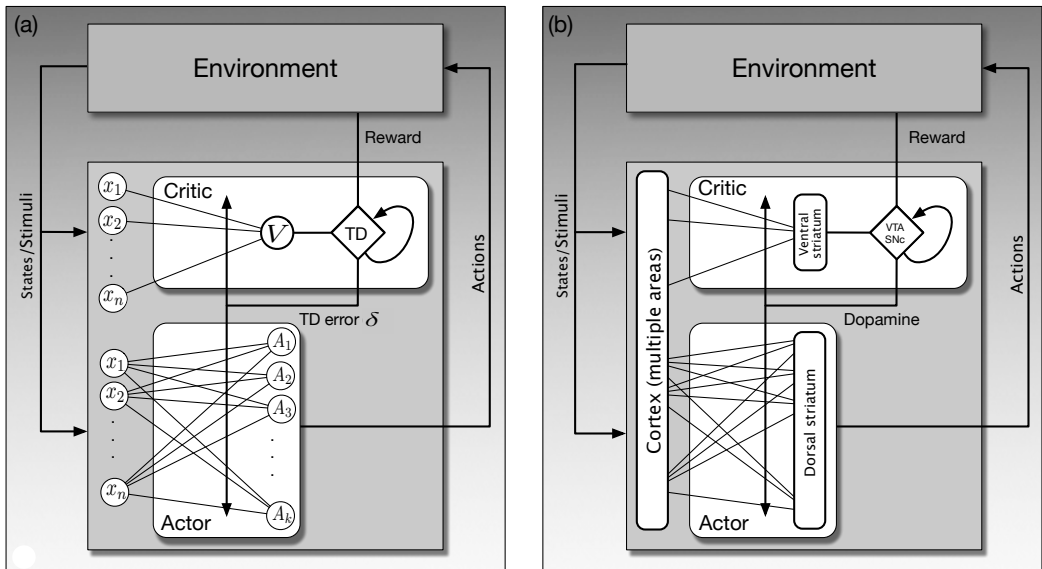 (a)
Environment
Reward
States/Stimuli
Actions
Critic
x₁
x₂
xₙ
V
TD
TD error δ
x₁
x₂
xₙ
A₁
A₂
A₃
Aₖ
Actor
(b)
Environment
Reward
States/Stimuli
Actions
Cortex (multiple areas)
Critic
Ventral
striatum
VTA
SNc
Dopamine
Dorsal striatum
Actor